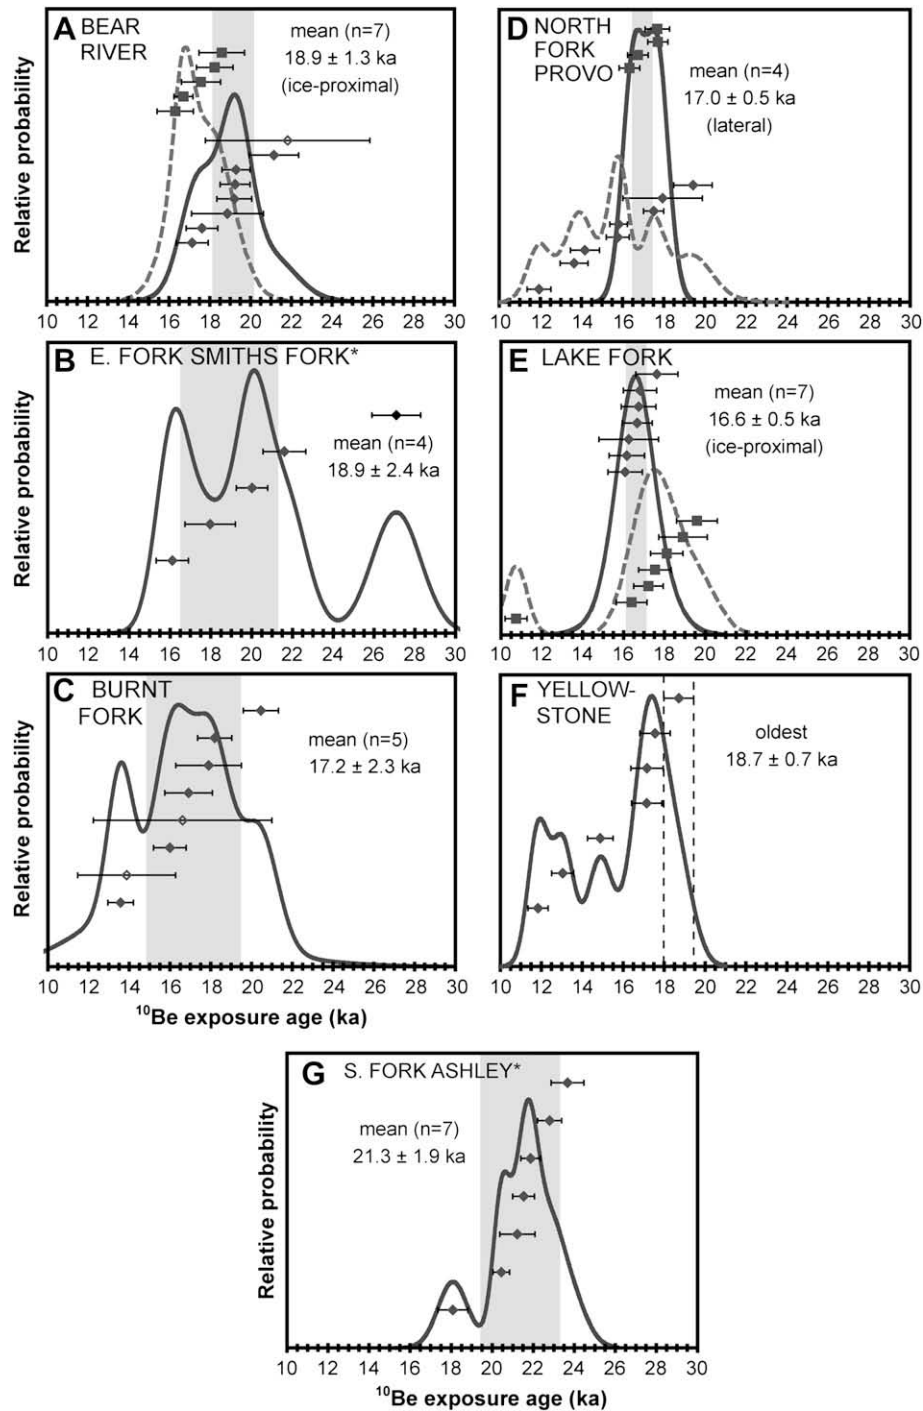 A BEAR
RIVER
mean (n=7)
18.9 ± 1.3 ka
(ice-proximal)
Relative probability
10 12 14 16 18 20 22 24 26 28 30
D NORTH
FORK
PROVO
mean (n=4)
17.0 ± 0.5 ka
(lateral)
10 12 14 16 18 20 22 24 26 28 30
B E. FORK SMITHS FORK*
mean (n=4)
18.9 ± 2.4 ka
Relative probability
10 12 14 16 18 20 22 24 26 28 30
E LAKE FORK
mean (n=7)
16.6 ± 0.5 ka
(ice-proximal)
10 12 14 16 18 20 22 24 26 28 30
C BURNT
FORK
mean (n=5)
17.2 ± 2.3 ka
Relative probability
10 12 14 16 18 20 22 24 26 28 30
¹⁰Be exposure age (ka)
F YELLOW-
STONE
oldest
18.7 ± 0.7 ka
10 12 14 16 18 20 22 24 26 28 30
G S. FORK ASHLEY*
mean (n=7)
21.3 ± 1.9 ka
Relative probability
10 12 14 16 18 20 22 24 26 28 30
¹⁰Be exposure age (ka)